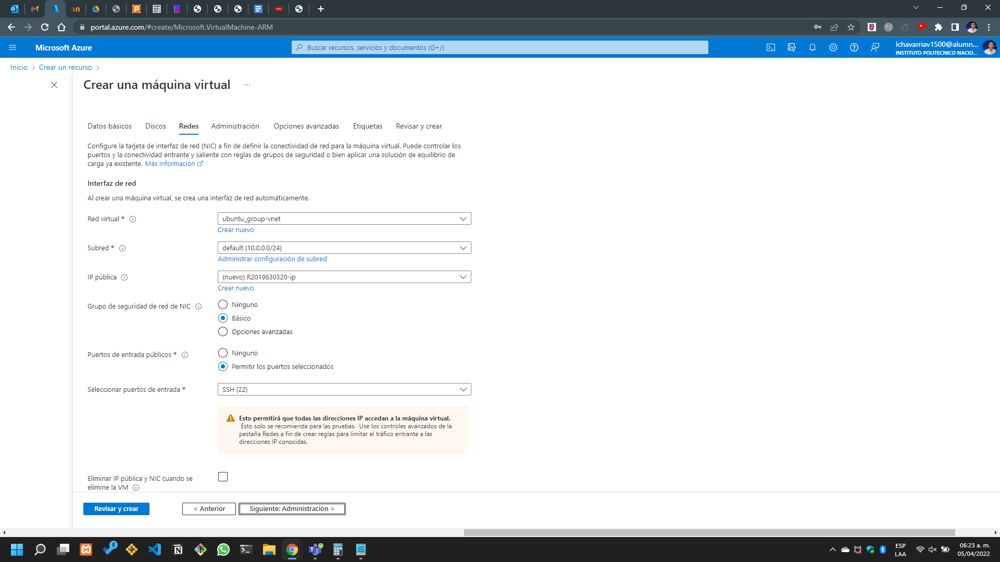 portal.azure.com/#create/Microsoft.VirtualMachine-ARM
Microsoft Azure
Buscar recursos, servicios y documentos (G+/)
lchavarriav1500@alumn...
INSTITUTO POLITECNICO NACIO...
Inicio > Crear un recurso >
Crear una máquina virtual ...
Datos básicos Discos Redes Administración Opciones avanzadas Etiquetas Revisar y crear
Configure la tarjeta de interfaz de red (NIC) a fin de definir la conectividad de red para la máquina virtual. Puede controlar los
puertos y la conectividad entrante y saliente con reglas de grupos de seguridad o bien aplicar una solución de equilibrio de
carga ya existente. Más información
Interfaz de red
Al crear una máquina virtual, se crea una interfaz de red automáticamente.
Red virtual *
ubuntu_group-vnet
Crear nuevo
Subred *
default (10.0.0.0/24)
Administrar configuración de subred
IP pública
(nuevo) R2019630320-ip
Crear nuevo
Grupo de seguridad de red de NIC
Ninguno
Básico
Opciones avanzadas
Puertos de entrada públicos *
Ninguno
Permitir los puertos seleccionados
Seleccionar puertos de entrada *
SSH (22)
Esto permitirá que todas las direcciones IP accedan a la máquina virtual.
Esto solo se recomienda para las pruebas. Use los controles avanzados de la
pestaña Redes a fin de crear reglas para limitar el tráfico entrante a las
direcciones IP conocidas.
Eliminar IP pública y NIC cuando se
elimine la VM
Revisar y crear
< Anterior
Siguiente: Administración >
8
ESP
LAA
06:23 a. m.
05/04/2022